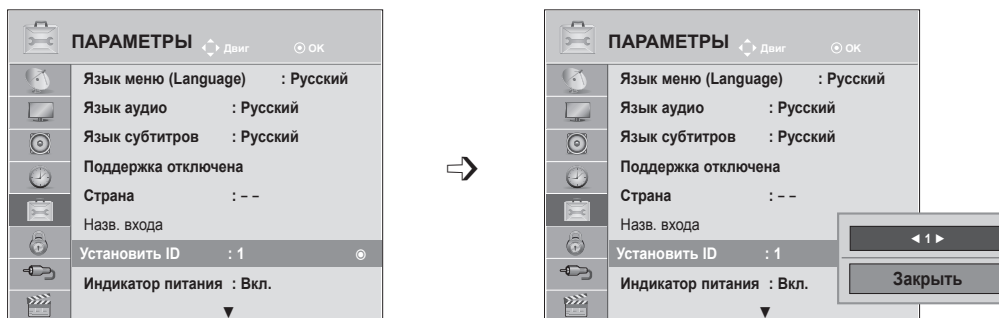 ПАРАМЕТРЫ Двиг ОК
Язык меню (Language) : Русский
Язык аудио : Русский
Язык субтитров : Русский
Поддержка отключена
Страна : – –
Назв. входа
Установить ID : 1
Индикатор питания : Вкл.
ПАРАМЕТРЫ Двиг ОК
Язык меню (Language) : Русский
Язык аудио : Русский
Язык субтитров : Русский
Поддержка отключена
Страна : – –
Назв. входа
Установить ID : 1
Индикатор питания : Вкл.
◄ 1 ►
Закрыть